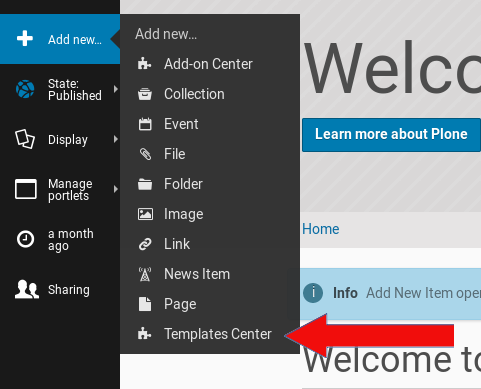 Add new...
State:
Published
Display
Manage
portlets
a month
ago
Sharing
Add new...
Add-on Center
Collection
Event
File
Folder
Image
Link
News Item
Page
Templates Center
Welco
Learn more about Plone
Home
i Info Add New Item oper
Welcome to